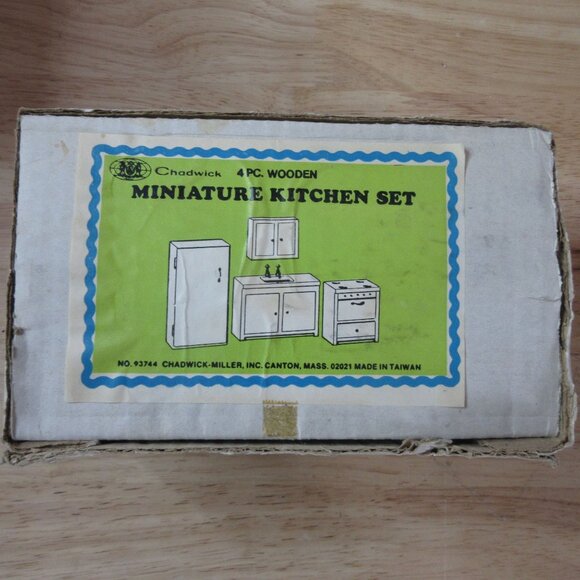 Chadwick 4 PC. WOODEN
MINIATURE KITCHEN SET
NO. 93744 CHADWICK-MILLER, INC. CANTON, MASS. 02021 MADE IN TAIWAN